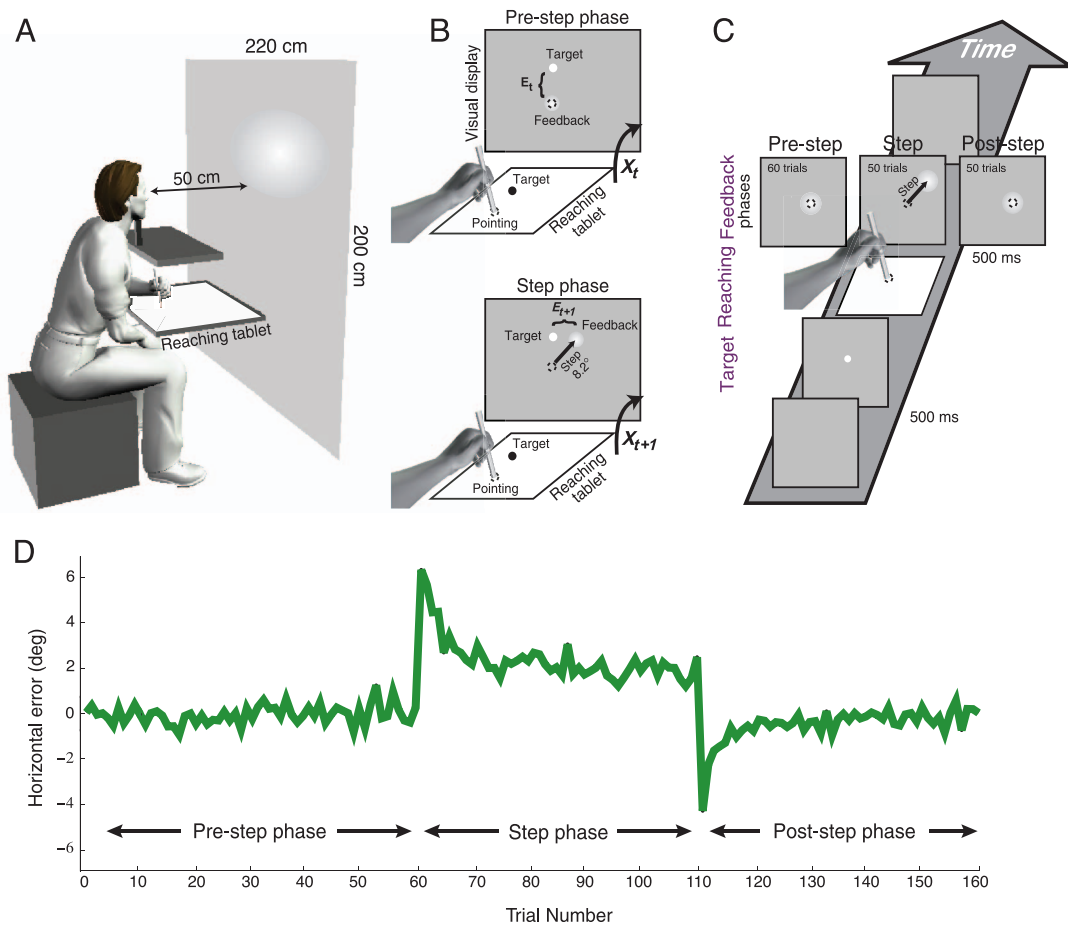 A
220 cm
50 cm
200 cm
Reaching tablet
B
Pre-step phase
Visual display
Target
Et
Feedback
Xt
Target
Pointing
Reaching
tablet
Step phase
Et+1
Target
Feedback
Step
8.2°
Xt+1
Target
Pointing
Reaching
tablet
C
Time
Pre-step
Step
Post-step
60 trials
50 trials
50 trials
Step
500 ms
500 ms
Target Reaching Feedback
phases
D
Horizontal error (deg)
6
4
2
0
-2
-4
-6
Pre-step phase
Step phase
Post-step phase
0 10 20 30 40 50 60 70 80 90 100 110 120 130 140 150 160
Trial Number